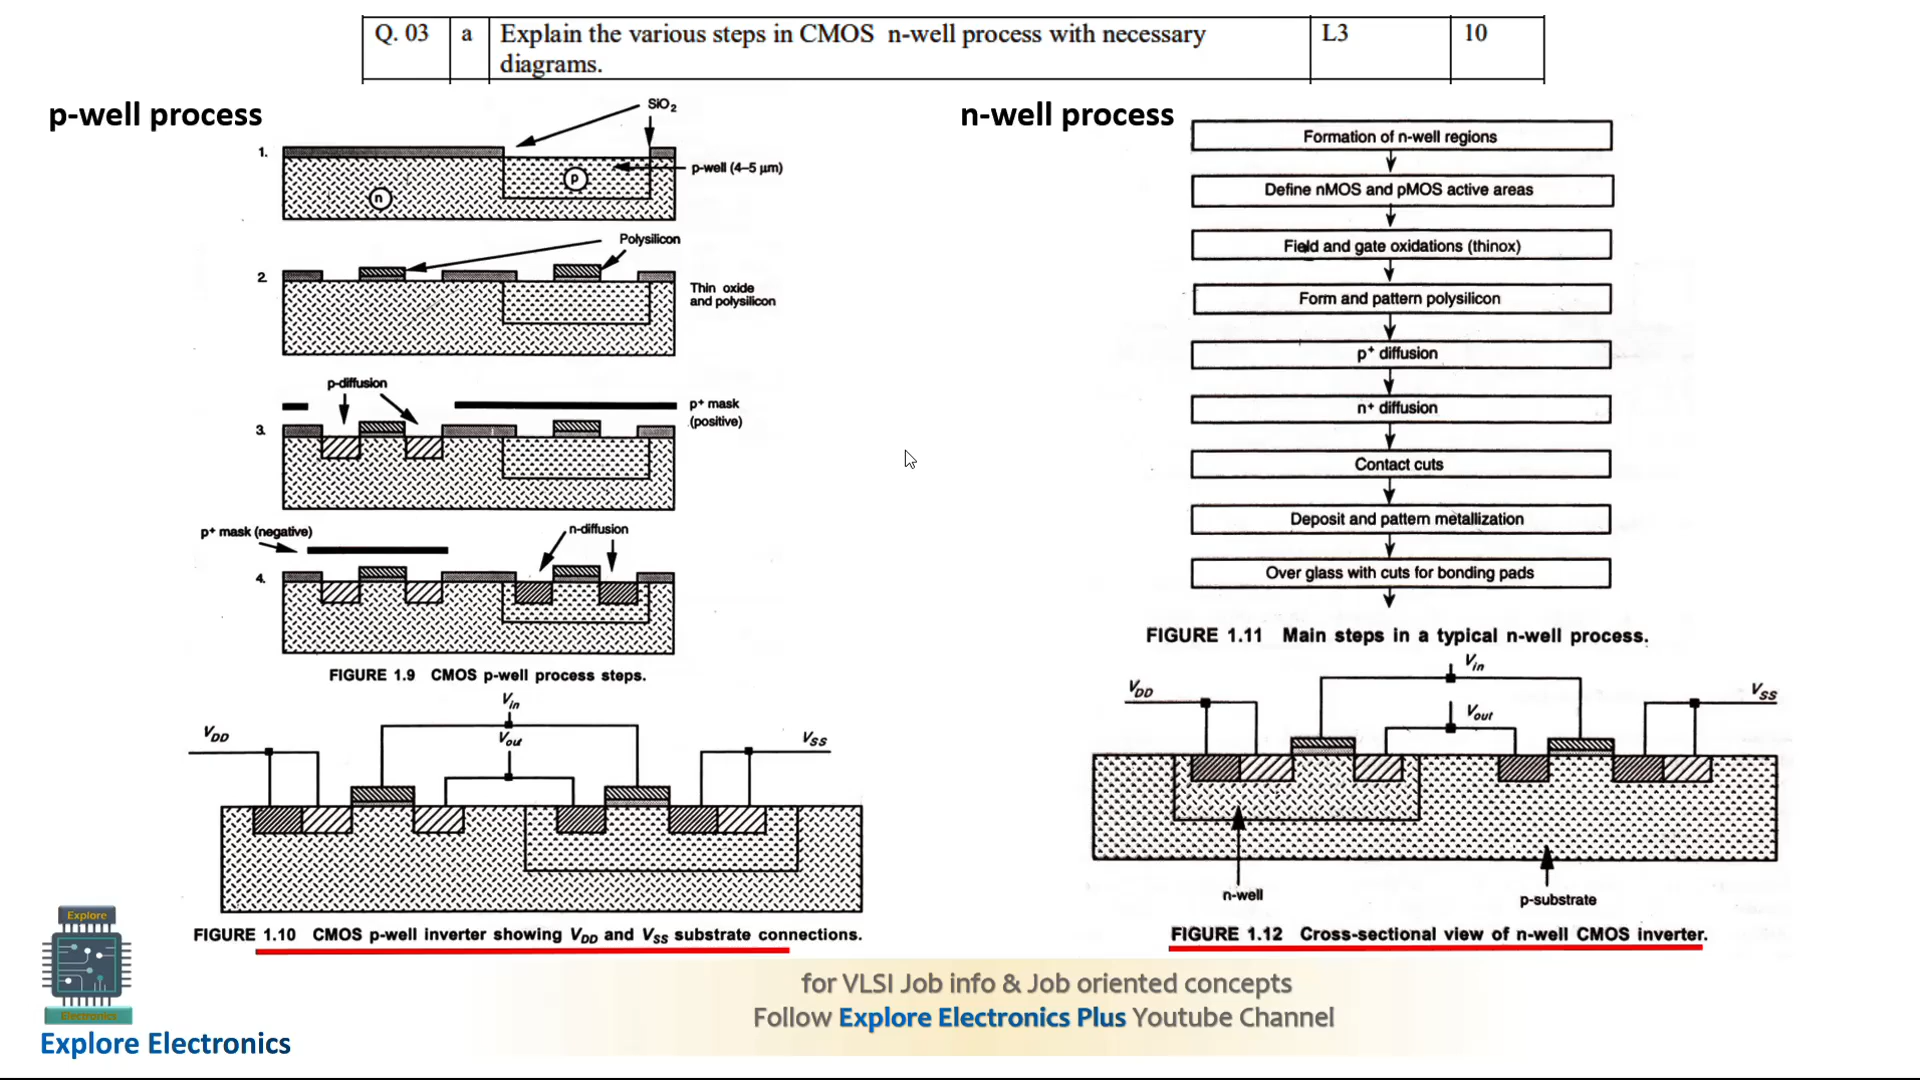 Q. 03 a Explain the various steps in CMOS n-well process with necessary L3 10
diagrams.
p-well process
SiO2
1.
p-well (4–5 μm)
p
n
Polysilicon
2.
Thin oxide
and polysilicon
p-diffusion
p+ mask
(positive)
3.
p+ mask (negative)
n-diffusion
4.
FIGURE 1.9 CMOS p-well process steps.
Vin
VDD
Vout
VSS
FIGURE 1.10 CMOS p-well inverter showing VDD and VSS substrate connections.
n-well process
Formation of n-well regions
Define nMOS and pMOS active areas
Field and gate oxidations (thinox)
Form and pattern polysilicon
p+ diffusion
n+ diffusion
Contact cuts
Deposit and pattern metallization
Over glass with cuts for bonding pads
FIGURE 1.11 Main steps in a typical n-well process.
Vin
VDD
VSS
Vout
n-well
p-substrate
FIGURE 1.12 Cross-sectional view of n-well CMOS inverter.
Explore
Electronics
Explore Electronics
for VLSI Job info & Job oriented concepts
Follow Explore Electronics Plus Youtube Channel